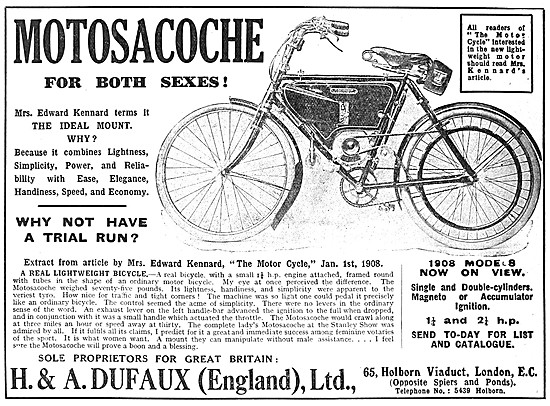 MOTOSACOCHE
FOR BOTH SEXES!
All readers of
"The Motor
Cycle" interested
in the new light-
weight motor
should read Mrs.
Kennard's
article.
Mrs. Edward Kennard terms it
THE IDEAL MOUNT.
WHY?
Because it combines Lightness,
Simplicity, Power, and Relia-
bility with Ease, Elegance,
Handiness, Speed, and Economy.
WHY NOT HAVE
A TRIAL RUN?
Extract from article by Mrs. Edward Kennard, "The Motor Cycle," Jan. 1st, 1908.
A REAL LIGHTWEIGHT BICYCLE.—A real bicycle, with a small 1¼ h.p. engine attached, framed round
with tubes in the shape of an ordinary motor bicycle. My eye at once perceived the difference. The
Motosacoche weighed seventy-five pounds. Its lightness, handiness, and simplicity were apparent to the
veriest tyro. How nice for traffic and tight corners! The machine was so light one could pedal it precisely
like an ordinary bicycle. The control seemed the acme of simplicity. There were no levers in the ordinary
sense of the word. An exhaust lever on the left handle-bar advanced the ignition to the full when dropped,
and in conjunction with it was a small handle which actuated the throttle. The Motosacoche would crawl along
at three miles an hour or speed away at thirty. The complete lady's Motosacoche at the Stanley Show was
admired by all. If it fulfils all its claims, I predict for it a great and immediate success among feminine votaries
of the sport. It is what women want. A mount they can manipulate without male assistance. . . . I feel
sure the Motosacoche will prove a boon and a blessing.
1908 MODELS
NOW ON VIEW.
Single and Double-cylinders.
Magneto or Accumulator
Ignition.
1¼ and 2½ h.p.
SEND TO-DAY FOR LIST
AND CATALOGUE.
SOLE PROPRIETORS FOR GREAT BRITAIN:
H. & A. DUFAUX (England), Ltd.,
65, Holborn Viaduct, London, E.C.
(Opposite Spiers and Ponds).
Telephone No.: 5439 Holborn.